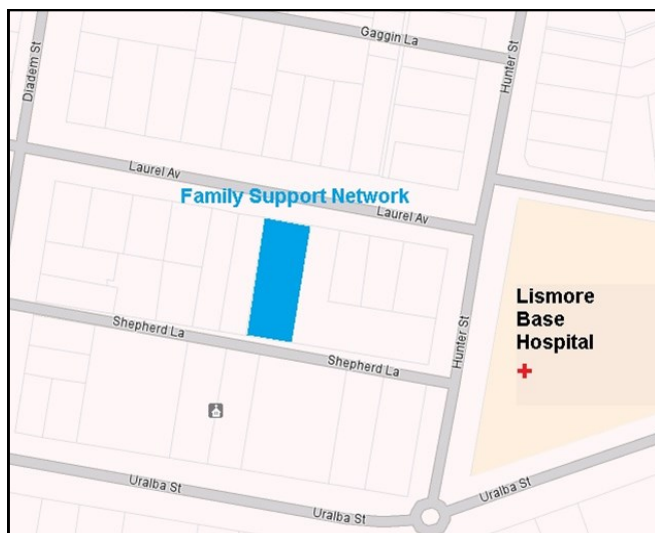 Gaggin La
Hunter St
Diadem St
Laurel Av
Family Support Network
Laurel Av
Lismore
Base
Hospital
Hunter St
Shepherd La
Shepherd La
Uralba St
Uralba St
Uralba St